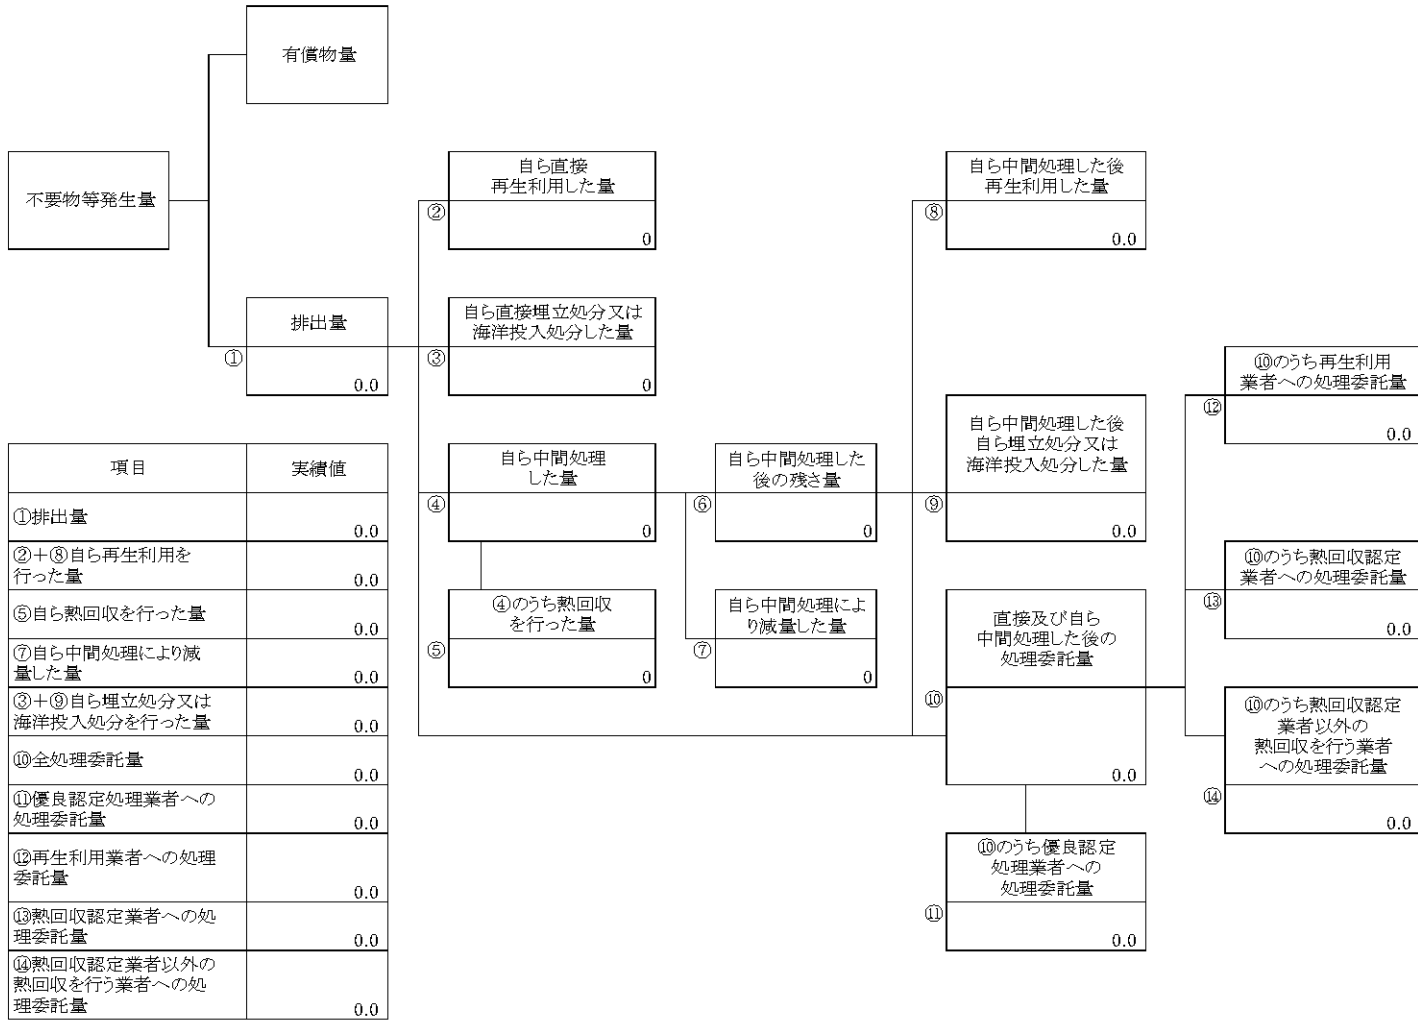 有償物量
不要物等発生量
自ら直接
再生利用した量
②
0
自ら中間処理した後
再生利用した量
⑧
0.0
排出量
①
0.0
自ら直接埋立処分又は
海洋投入処分した量
③
0
⑩のうち再生利用
業者への処理委託量
⑫
0.0
自ら中間処理
した量
④
0
自ら中間処理した
後の残さ量
⑥
0
自ら中間処理した後
自ら埋立処分又は
海洋投入処分した量
⑨
0.0
⑩のうち熱回収認定
業者への処理委託量
⑬
0.0
④のうち熱回収
を行った量
⑤
0
自ら中間処理によ
り減量した量
⑦
0
直接及び自ら
中間処理した後の
処理委託量
⑩
0.0
⑩のうち熱回収認定
業者以外の
熱回収を行う業者
への処理委託量
⑭
0.0
⑩のうち優良認定
処理業者への
処理委託量
⑪
0.0
項目 実績値
①排出量 0.0
②＋⑧自ら再生利用を
行った量 0.0
⑤自ら熱回収を行った量 0.0
⑦自ら中間処理により減
量した量 0.0
③＋⑨自ら埋立処分又は
海洋投入処分を行った量 0.0
⑩全処理委託量 0.0
⑪優良認定処理業者への
処理委託量 0.0
⑫再生利用業者への処理
委託量 0.0
⑬熱回収認定業者への処
理委託量 0.0
⑭熱回収認定業者以外の
熱回収を行う業者への処
理委託量 0.0